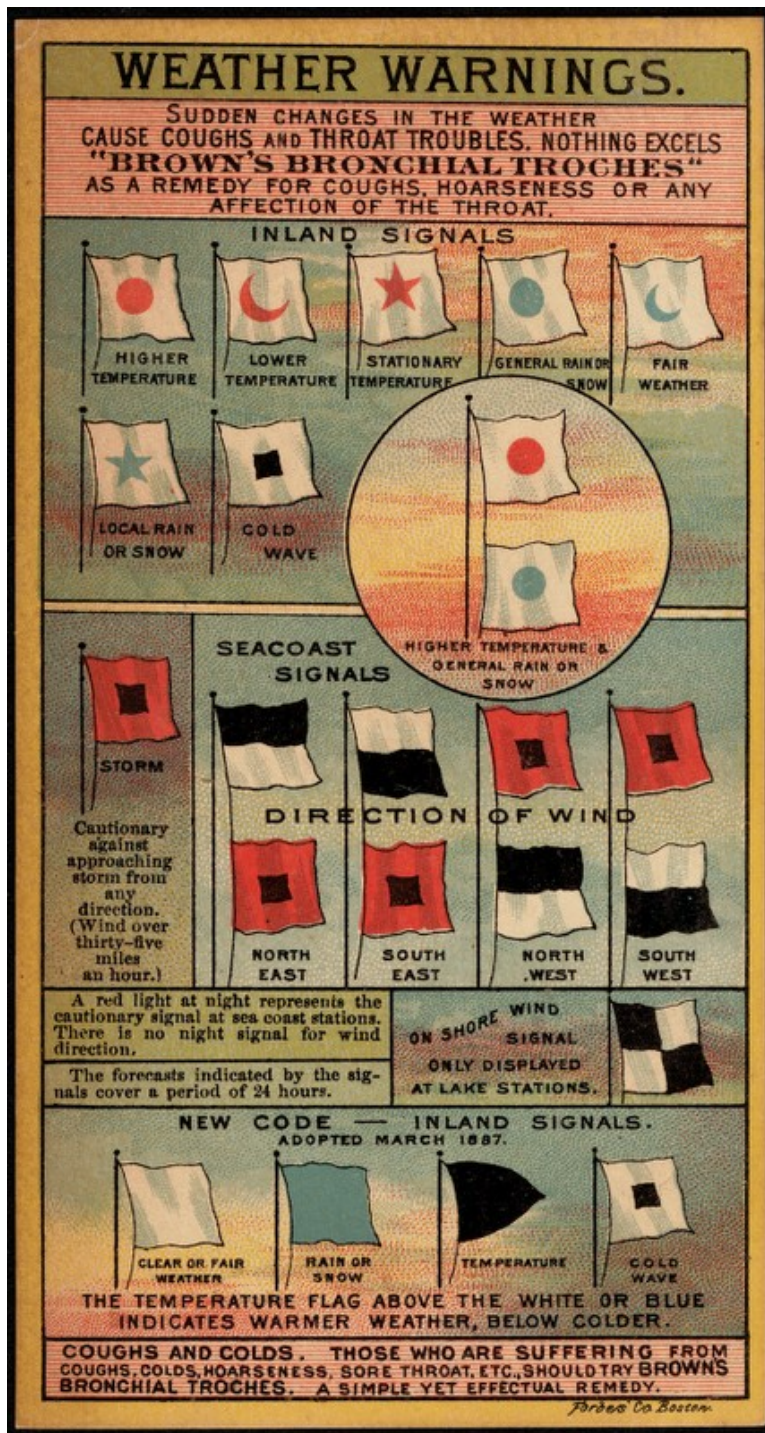 WEATHER WARNINGS.
SUDDEN CHANGES IN THE WEATHER
CAUSE COUGHS AND THROAT TROUBLES. NOTHING EXCELS
"BROWN'S BRONCHIAL TROCHES"
AS A REMEDY FOR COUGHS, HOARSENESS OR ANY
AFFECTION OF THE THROAT.
INLAND SIGNALS
HIGHER
TEMPERATURE
LOWER
TEMPERATURE
STATIONARY
TEMPERATURE
GENERAL RAIN OR
SNOW
FAIR
WEATHER
LOCAL RAIN
OR SNOW
COLD
WAVE
HIGHER TEMPERATURE &
GENERAL RAIN OR
SNOW
SEACOAST
SIGNALS
STORM
Cautionary
against
approaching
storm from
any
direction.
(Wind over
thirty-five
miles
an hour.)
DIRECTION OF WIND
NORTH
EAST
SOUTH
EAST
NORTH
WEST
SOUTH
WEST
A red light at night represents the
cautionary signal at sea coast stations.
There is no night signal for wind
direction.
The forecasts indicated by the sig-
nals cover a period of 24 hours.
ON SHORE WIND
SIGNAL
ONLY DISPLAYED
AT LAKE STATIONS.
NEW CODE — INLAND SIGNALS.
ADOPTED MARCH 1887.
CLEAR OR FAIR
WEATHER
RAIN OR
SNOW
TEMPERATURE
COLD
WAVE
THE TEMPERATURE FLAG ABOVE THE WHITE OR BLUE
INDICATES WARMER WEATHER, BELOW COLDER.
COUGHS AND COLDS. THOSE WHO ARE SUFFERING FROM
COUGHS, COLDS, HOARSENESS, SORE THROAT, ETC., SHOULD TRY BROWN'S
BRONCHIAL TROCHES. A SIMPLE YET EFFECTUAL REMEDY.
Forbes Co. Boston.